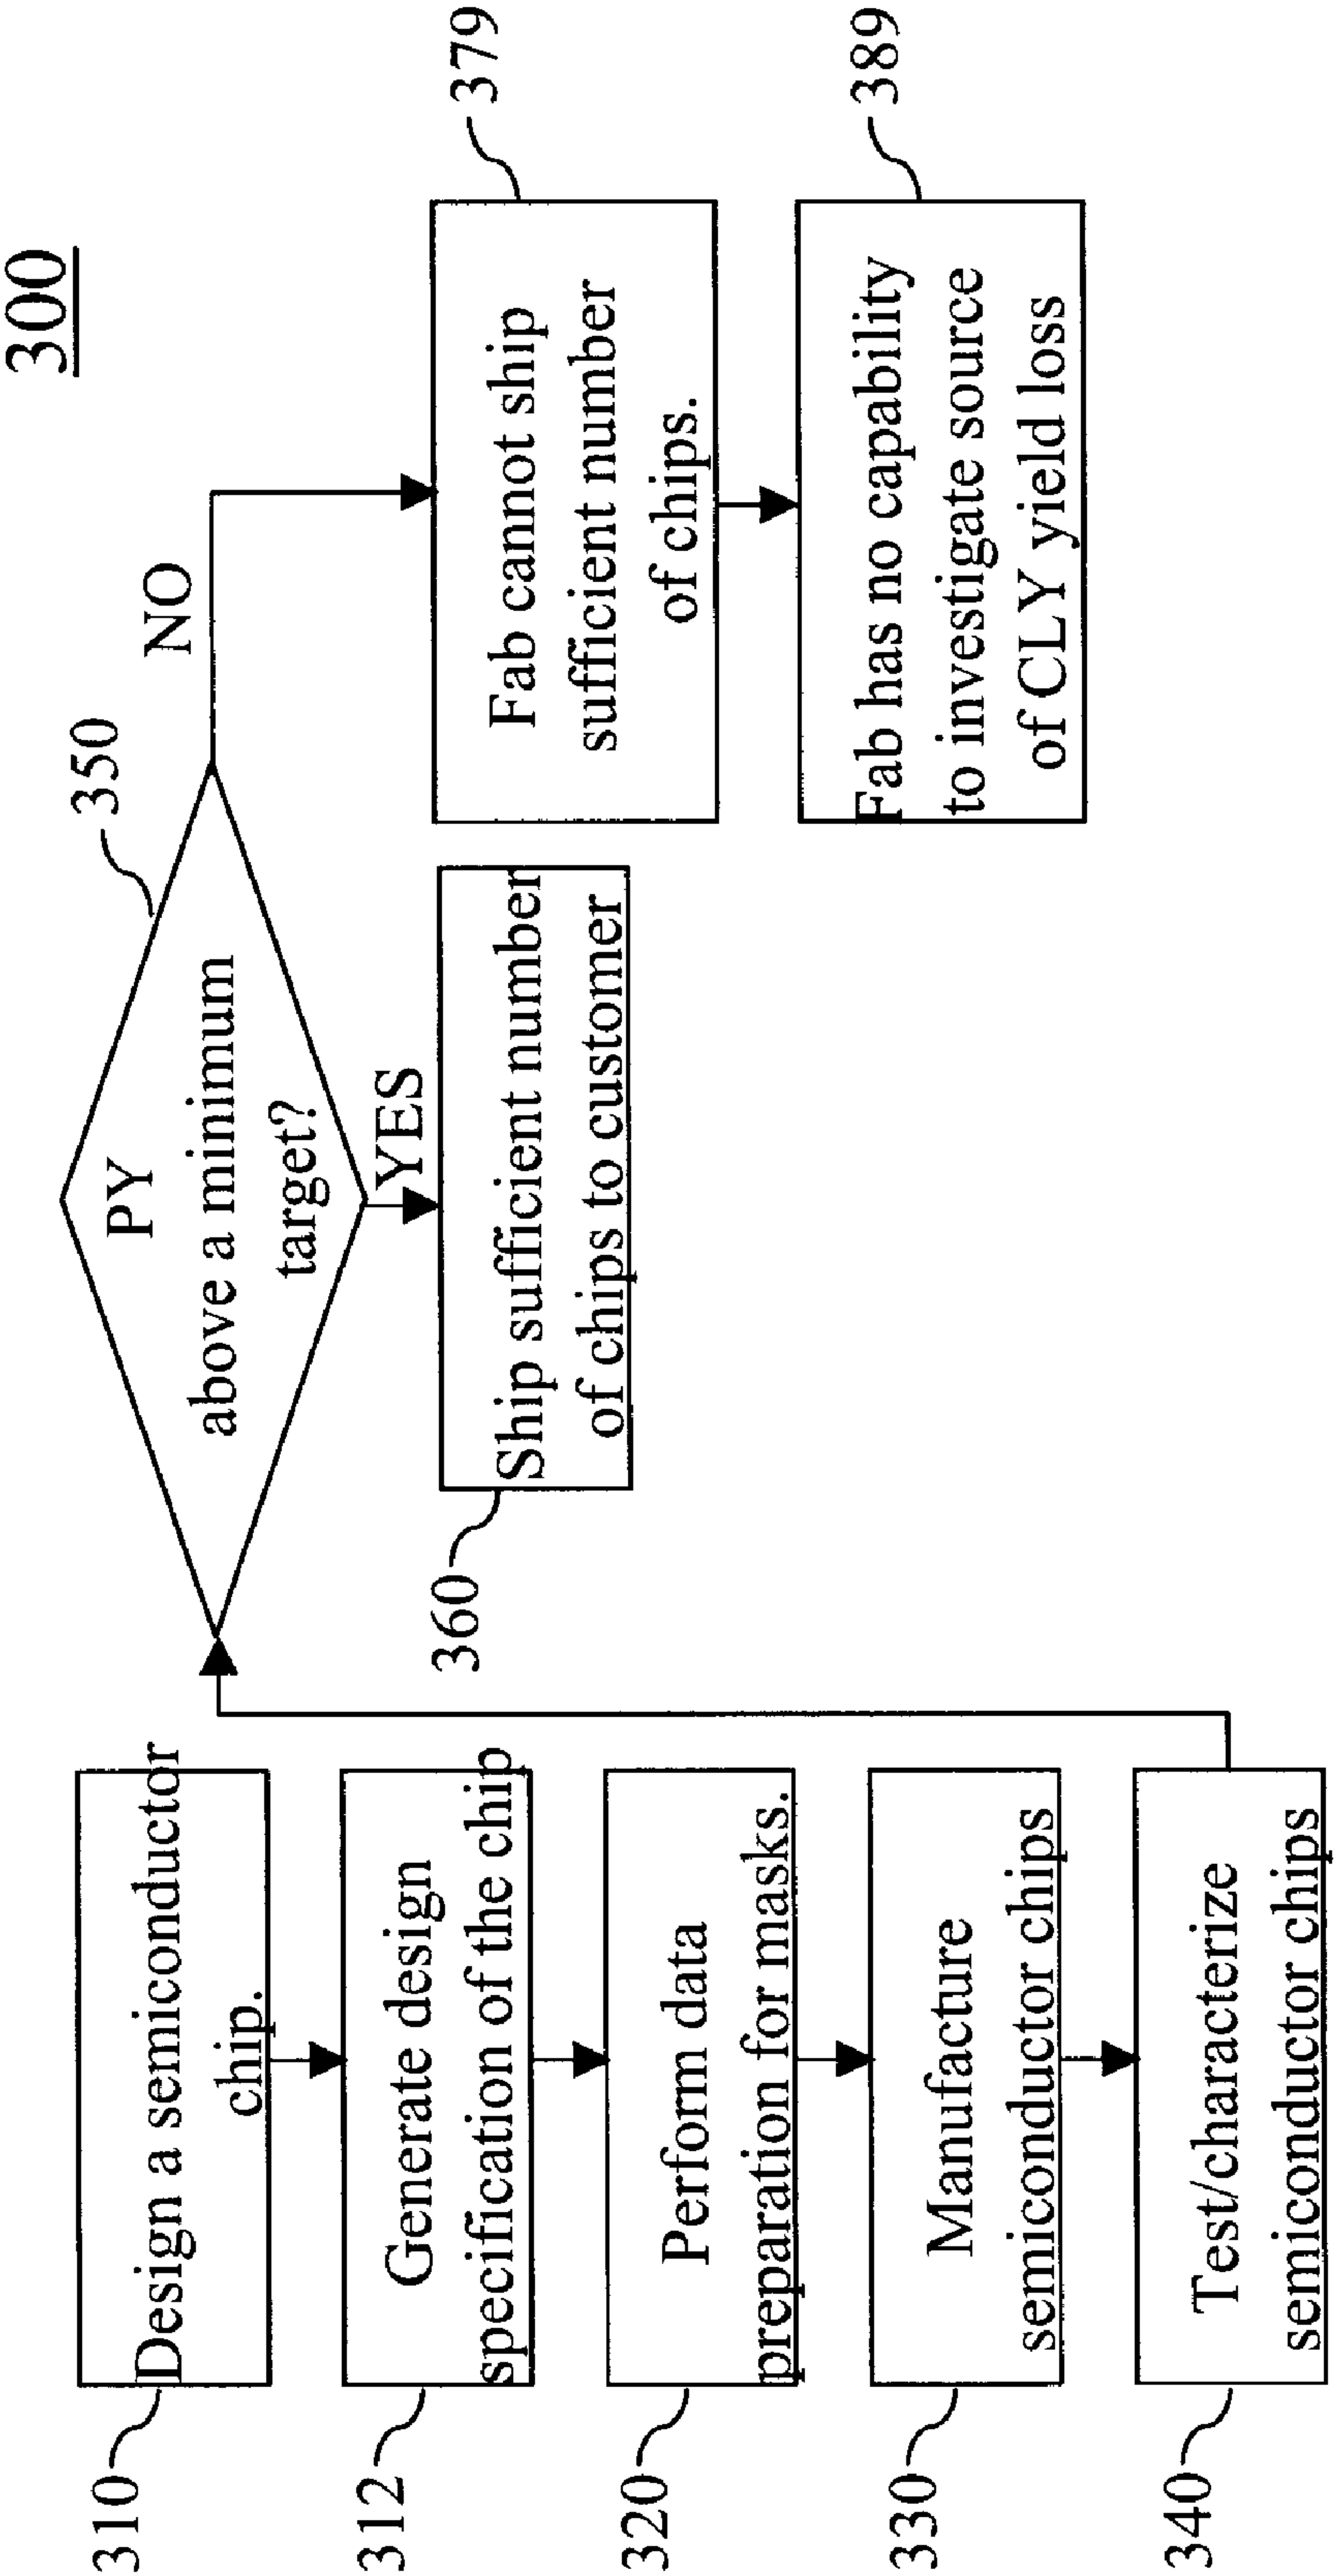 300
310
Design a semiconductor
chip.
312
Generate design
specification of the chip
320
Perform data
preparation for masks.
330
Manufacture
semiconductor chips
340
Test/characterize
semiconductor chips
350
PY
above a minimum
target?
YES
NO
360
Ship sufficient number
of chips to customer
379
Fab cannot ship
sufficient number
of chips.
389
Fab has no capability
to investigate source
of CLY yield loss